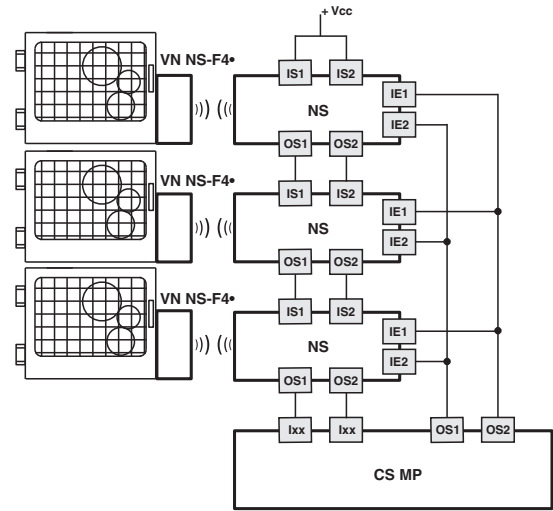 + Vcc
VN NS-F4•
IS1 IS2
IE1
NS
IE2
OS1 OS2
VN NS-F4•
IS1 IS2
IE1
NS
IE2
OS1 OS2
VN NS-F4•
IS1 IS2
IE1
NS
IE2
OS1 OS2
Ixx Ixx OS1 OS2
CS MP